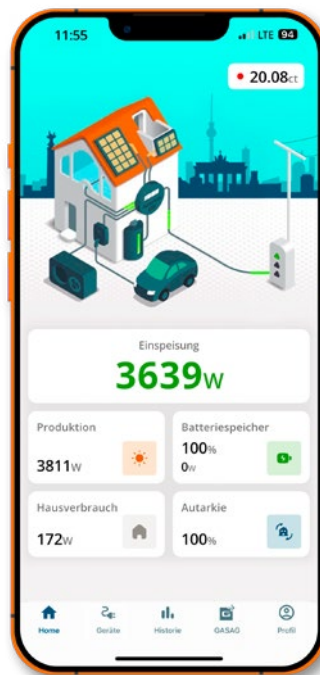 11:55 LTE 94
20.08ct
Einspeisung
3639W
Produktion
3811W
Batteriespeicher
100%
0W
Hausverbrauch
172W
Autarkie
100%
Home Geräte Historie GASAG Profil